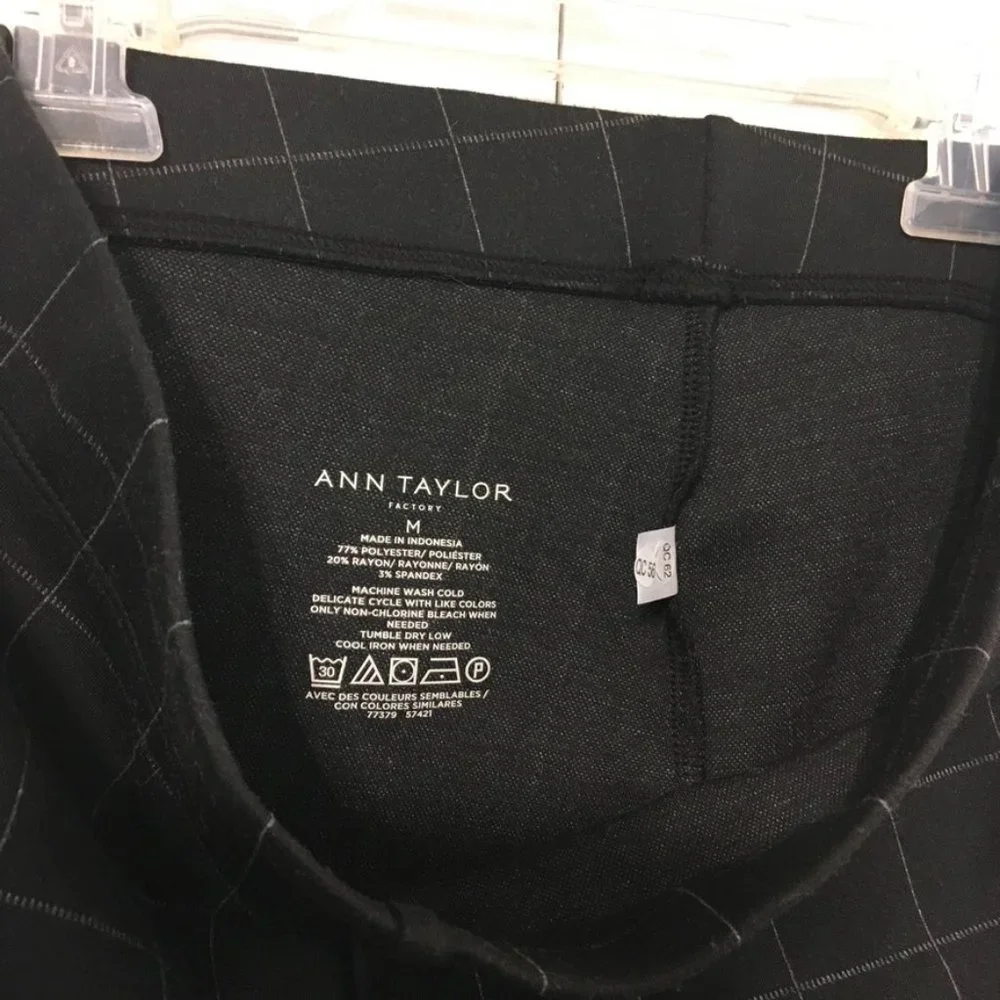 ANN TAYLOR
FACTORY
M
MADE IN INDONESIA
77% POLYESTER/ POLIÉSTER
20% RAYON/ RAYONNE/ RAYÓN
3% SPANDEX
MACHINE WASH COLD
DELICATE CYCLE WITH LIKE COLORS
ONLY NON-CHLORINE BLEACH WHEN
NEEDED
TUMBLE DRY LOW
COOL IRON WHEN NEEDED
30
P
AVEC DES COULEURS SEMBLABLES /
CON COLORES SIMILARES
77379 57421
QC 62
QC 56